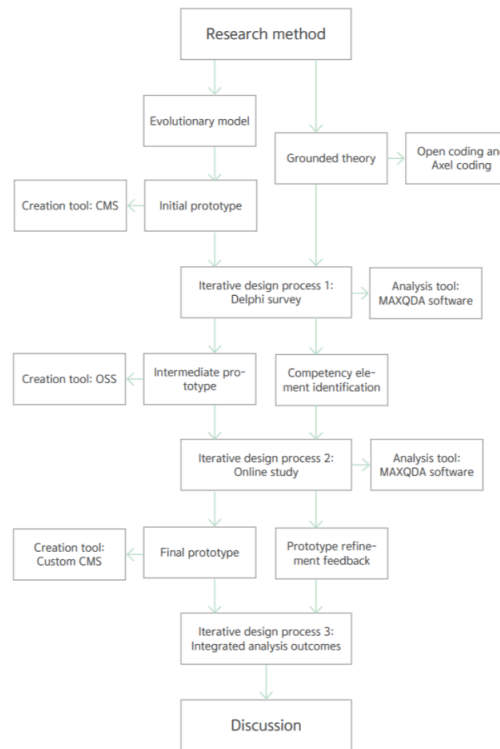 Research method
Evolutionary model
Grounded theory
Open coding and
Axel coding
Creation tool: CMS
Initial prototype
Iterative design process 1:
Delphi survey
Analysis tool:
MAXQDA software
Creation tool: OSS
Intermediate pro-
totype
Competency ele-
ment identification
Iterative design process 2:
Online study
Analysis tool:
MAXQDA software
Creation tool:
Custom CMS
Final prototype
Prototype refine-
ment feedback
Iterative design process 3:
Integrated analysis outcomes
Discussion